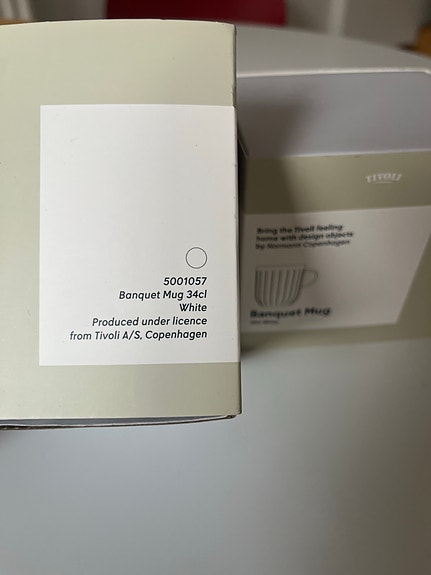 5001057
Banquet Mug 34cl
White
Produced under licence
from Tivoli A/S, Copenhagen
TIVOLI
Bring the Tivoli feeling
home with design objects
by Normann Copenhagen
Banquet Mug